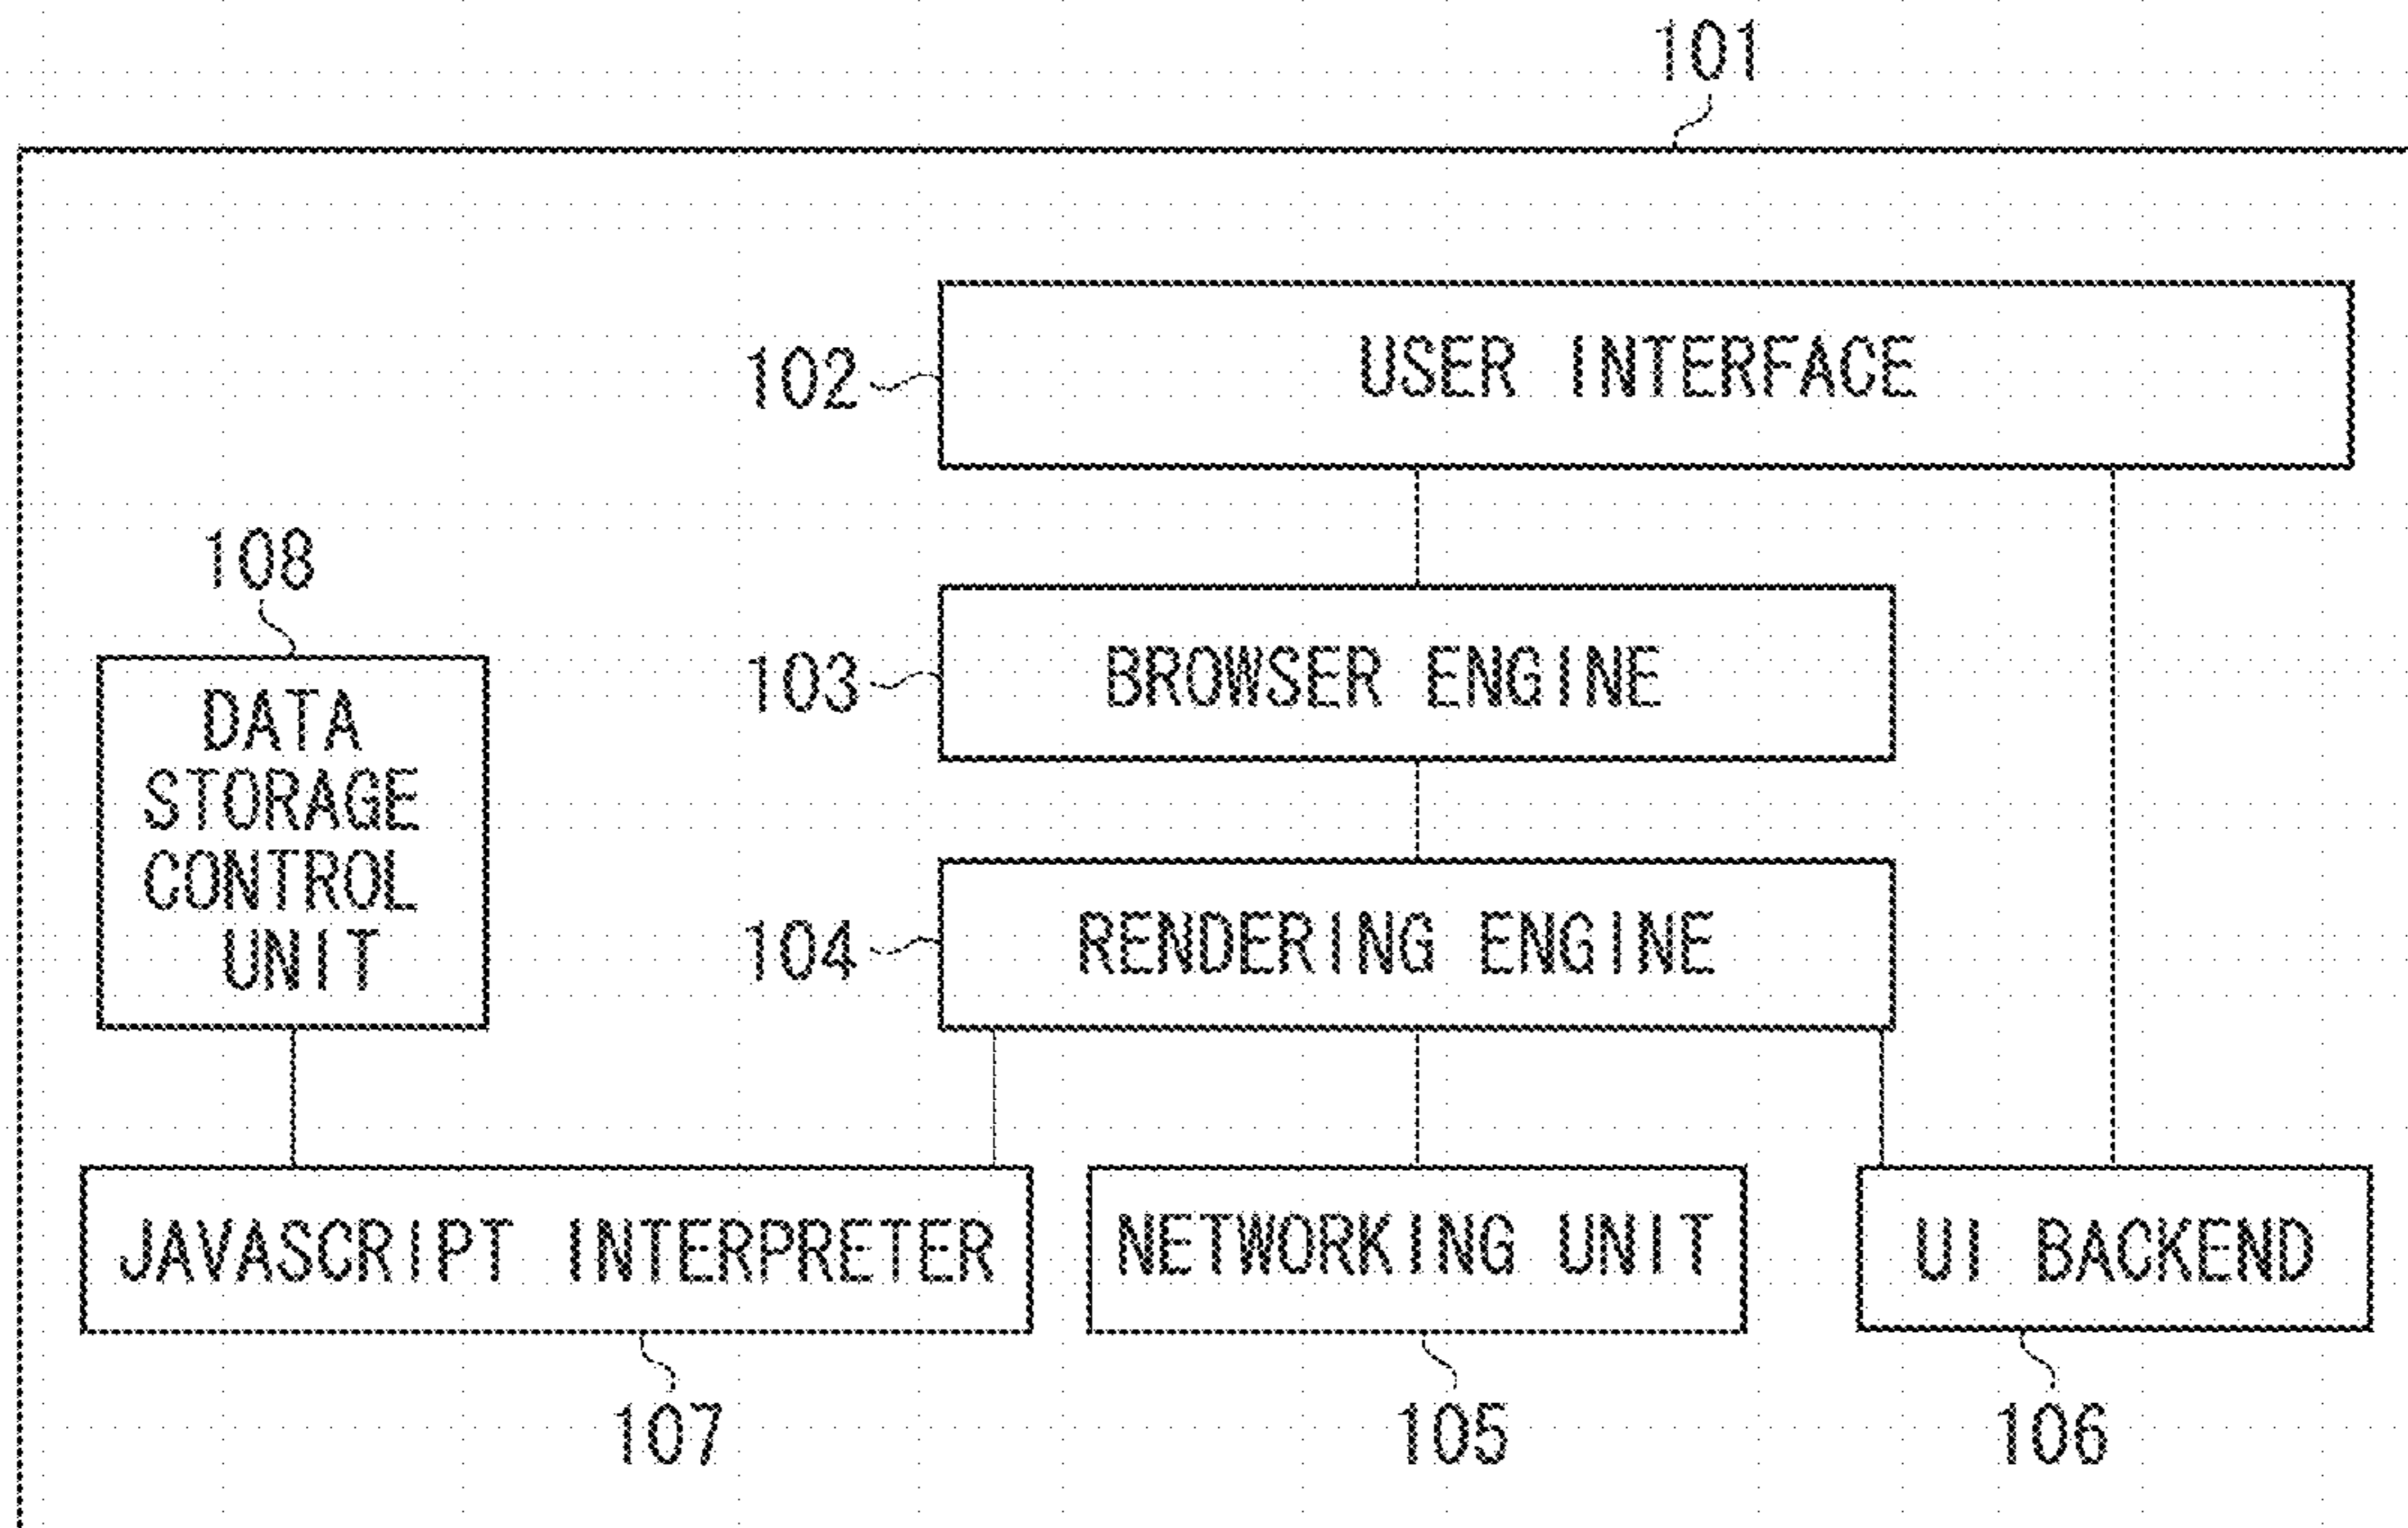 101
102
USER INTERFACE
108
103
BROWSER ENGINE
DATA
STORAGE
CONTROL
UNIT
104
RENDERING ENGINE
JAVASCRIPT INTERPRETER
NETWORKING UNIT
UI BACKEND
107
105
106